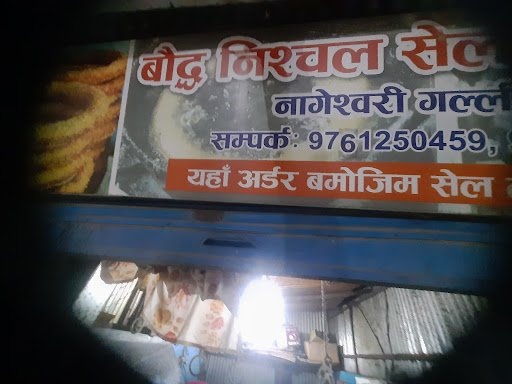 बौद्ध निश्चल सेल
नागेश्वरी गल्ली
सम्पर्क: 9761250459,
यहाँ अर्डर बमोजिम सेल